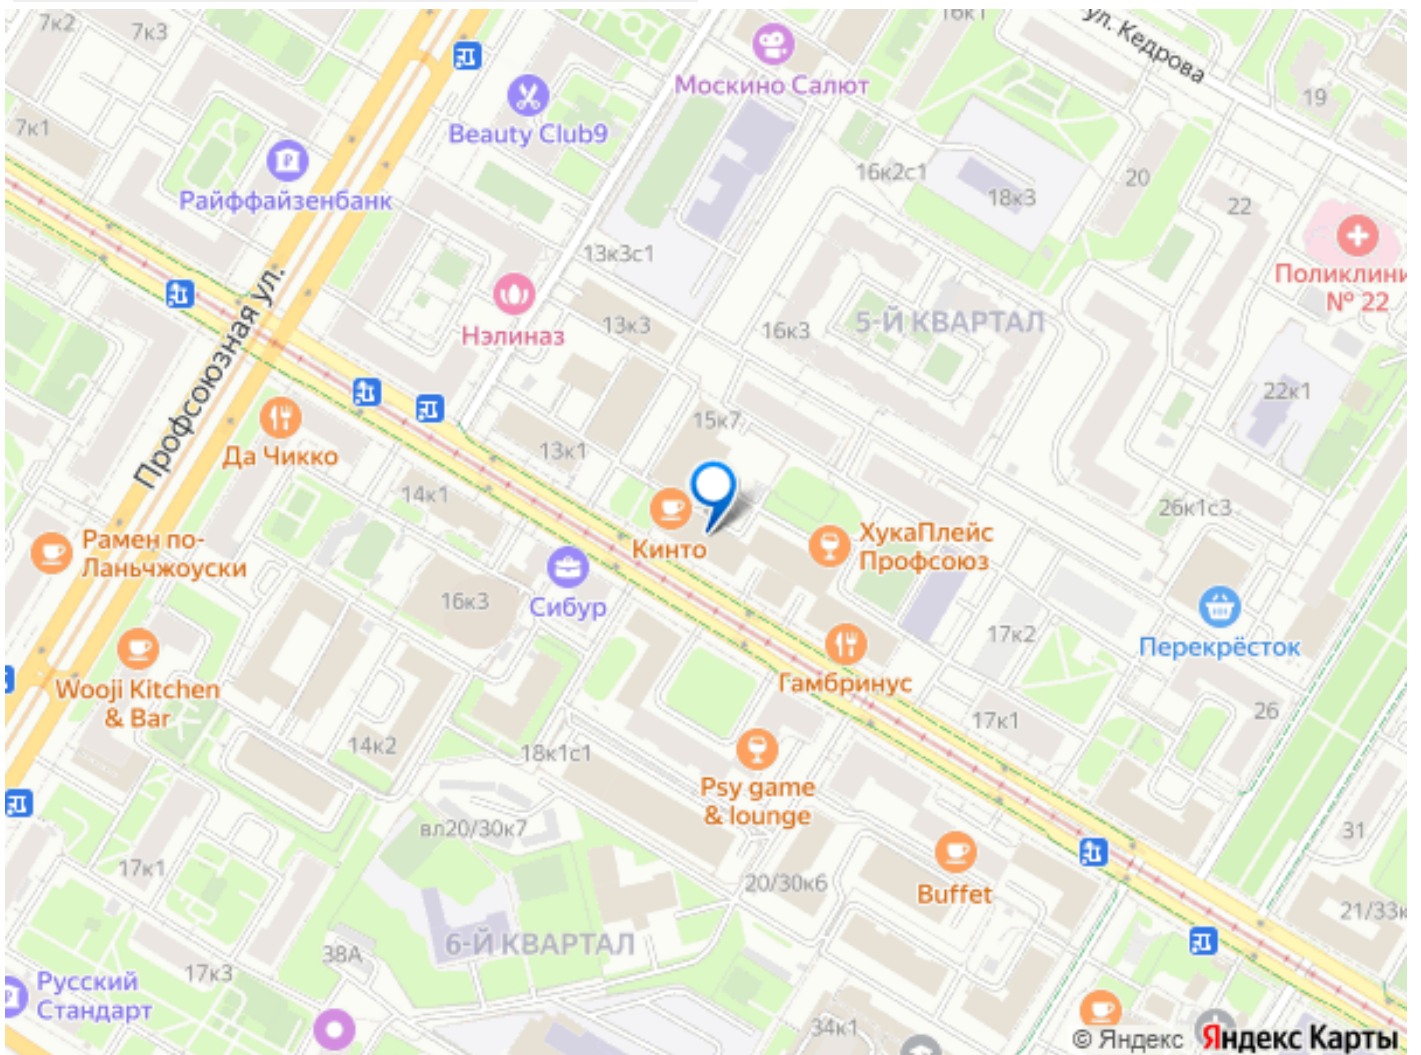 7к2
7к3
16к1
ул. Кедрова
Москино Салют
19
Beauty Club9
7к1
Райффайзенбанк
16к2с1
18к3
20
22
Поликлини
№ 22
13к3с1
Профсоюзная ул.
Нэлиназ
13к3
16к3
5-Й КВАРТАЛ
22к1
15к7
13к1
Да Чикко
14к1
26к1с3
Кинто
ХукаПлейс
Профсоюз
Рамен по-
Ланьчжоуски
16к3
Сибур
17к2
Перекрёсток
Wooji Kitchen
& Bar
Гамбринус
26
17к1
14к2
18к1с1
Psy game
& lounge
вл20/30к7
31
17к1
20/30к6
Buffet
21/33к
6-Й КВАРТАЛ
38А
17к3
Русский
Стандарт
34к1
© Яндекс Яндекс Карты